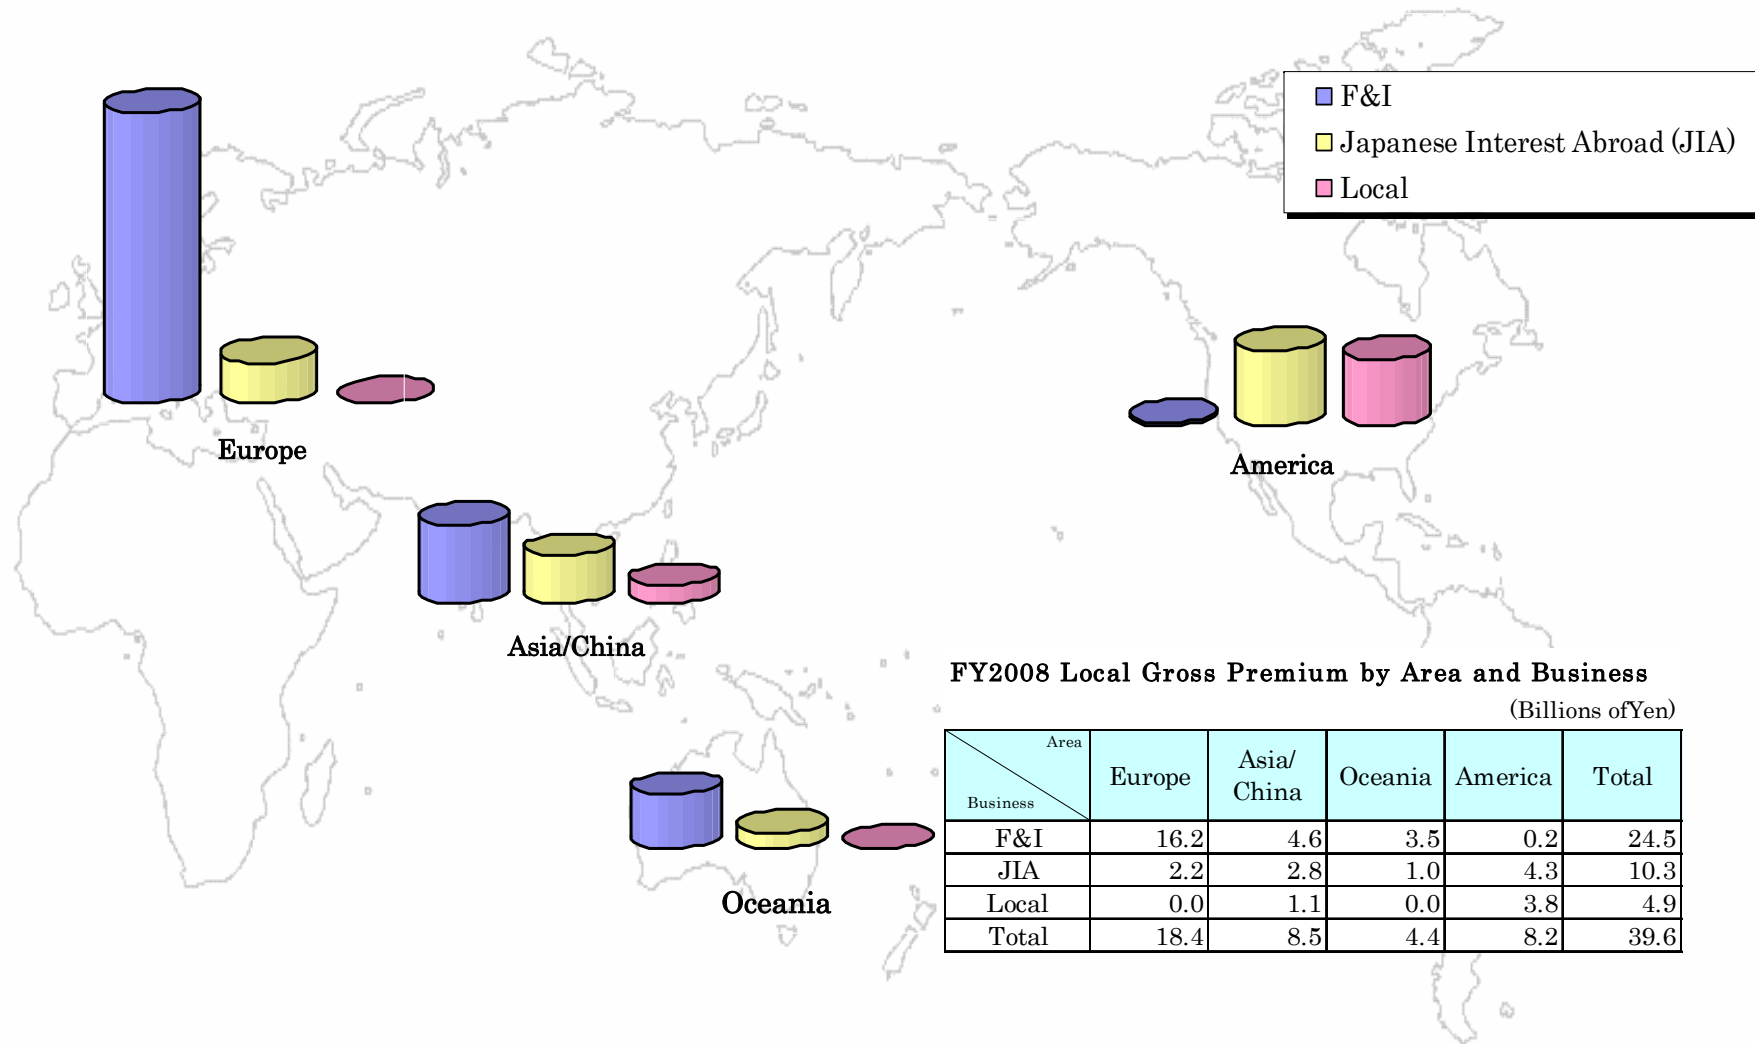 F&I
Japanese Interest Abroad (JIA)
Local
Europe
America
Asia/China
Oceania
FY2008 Local Gross Premium by Area and Business
(Billions ofYen)
Area
Business
Europe
Asia/
China
Oceania
America
Total
F&I 16.2 4.6 3.5 0.2 24.5
JIA 2.2 2.8 1.0 4.3 10.3
Local 0.0 1.1 0.0 3.8 4.9
Total 18.4 8.5 4.4 8.2 39.6